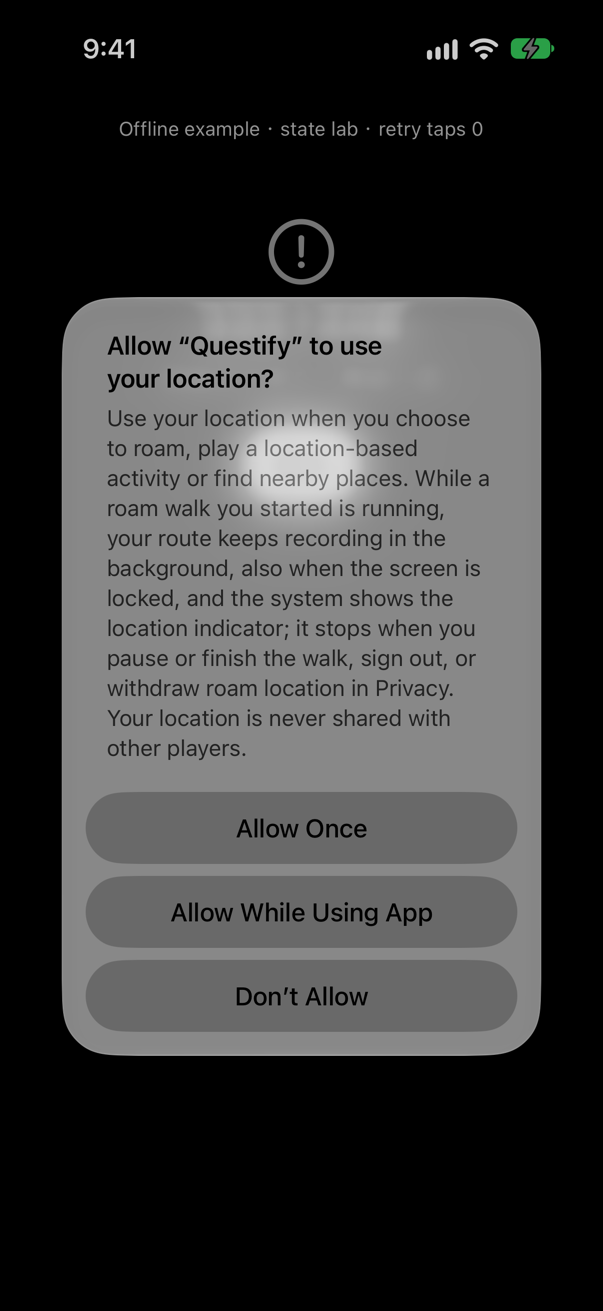 9:41
Offline example · state lab · retry taps 0
Allow “Questify” to use
your location?
Use your location when you choose
to roam, play a location-based
activity or find nearby places. While a
roam walk you started is running,
your route keeps recording in the
background, also when the screen is
locked, and the system shows the
location indicator; it stops when you
pause or finish the walk, sign out, or
withdraw roam location in Privacy.
Your location is never shared with
other players.
Allow Once
Allow While Using App
Don’t Allow